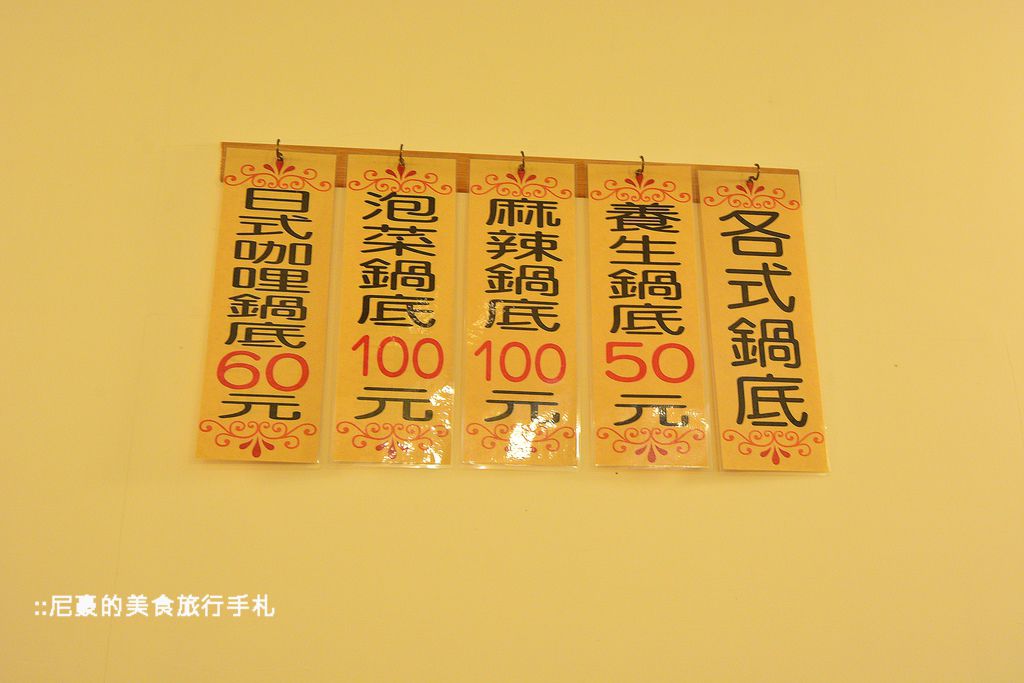 各式鍋底
養生鍋底50元
麻辣鍋底100元
泡菜鍋底100元
日式咖哩鍋底60元
::尼豪的美食旅行手札